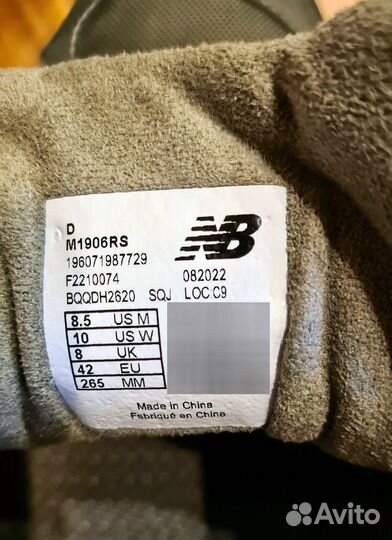 D
M1906RS
196071987729
F2210074 082022
BQQDH2620 SQJ LOC.C9
8.5 US M
10 US W
8 UK
42 EU
265 MM
NB
Made in China
Fabriqué en Chine
Avito